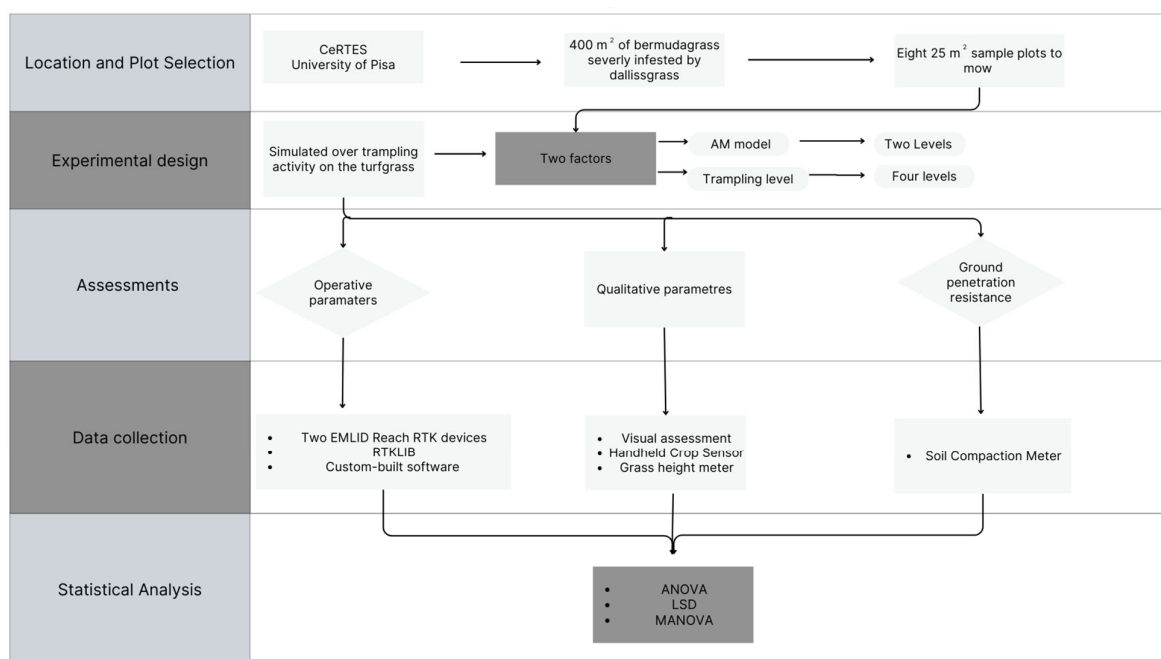 Location and Plot Selection
CeRTES
University of Pisa
400 m² of bermudagrass
severly infested by
dallissgrass
Eight 25 m² sample plots to
mow
Experimental design
Simulated over trampling
activity on the turfgrass
Two factors
AM model
Two Levels
Trampling level
Four levels
Assessments
Operative
paramaters
Qualitative parametres
Ground
penetration
resistance
Data collection
• Two EMLID Reach RTK devices
• RTKLIB
• Custom-built software
• Visual assessment
• Handheld Crop Sensor
• Grass height meter
• Soil Compaction Meter
Statistical Analysis
• ANOVA
• LSD
• MANOVA